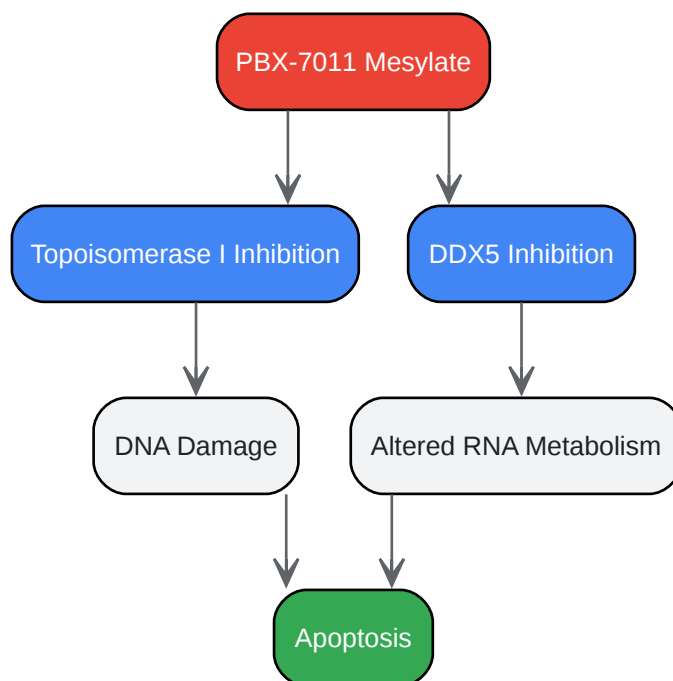 PBX-7011 Mesylate
Topoisomerase I Inhibition
DDX5 Inhibition
DNA Damage
Altered RNA Metabolism
Apoptosis